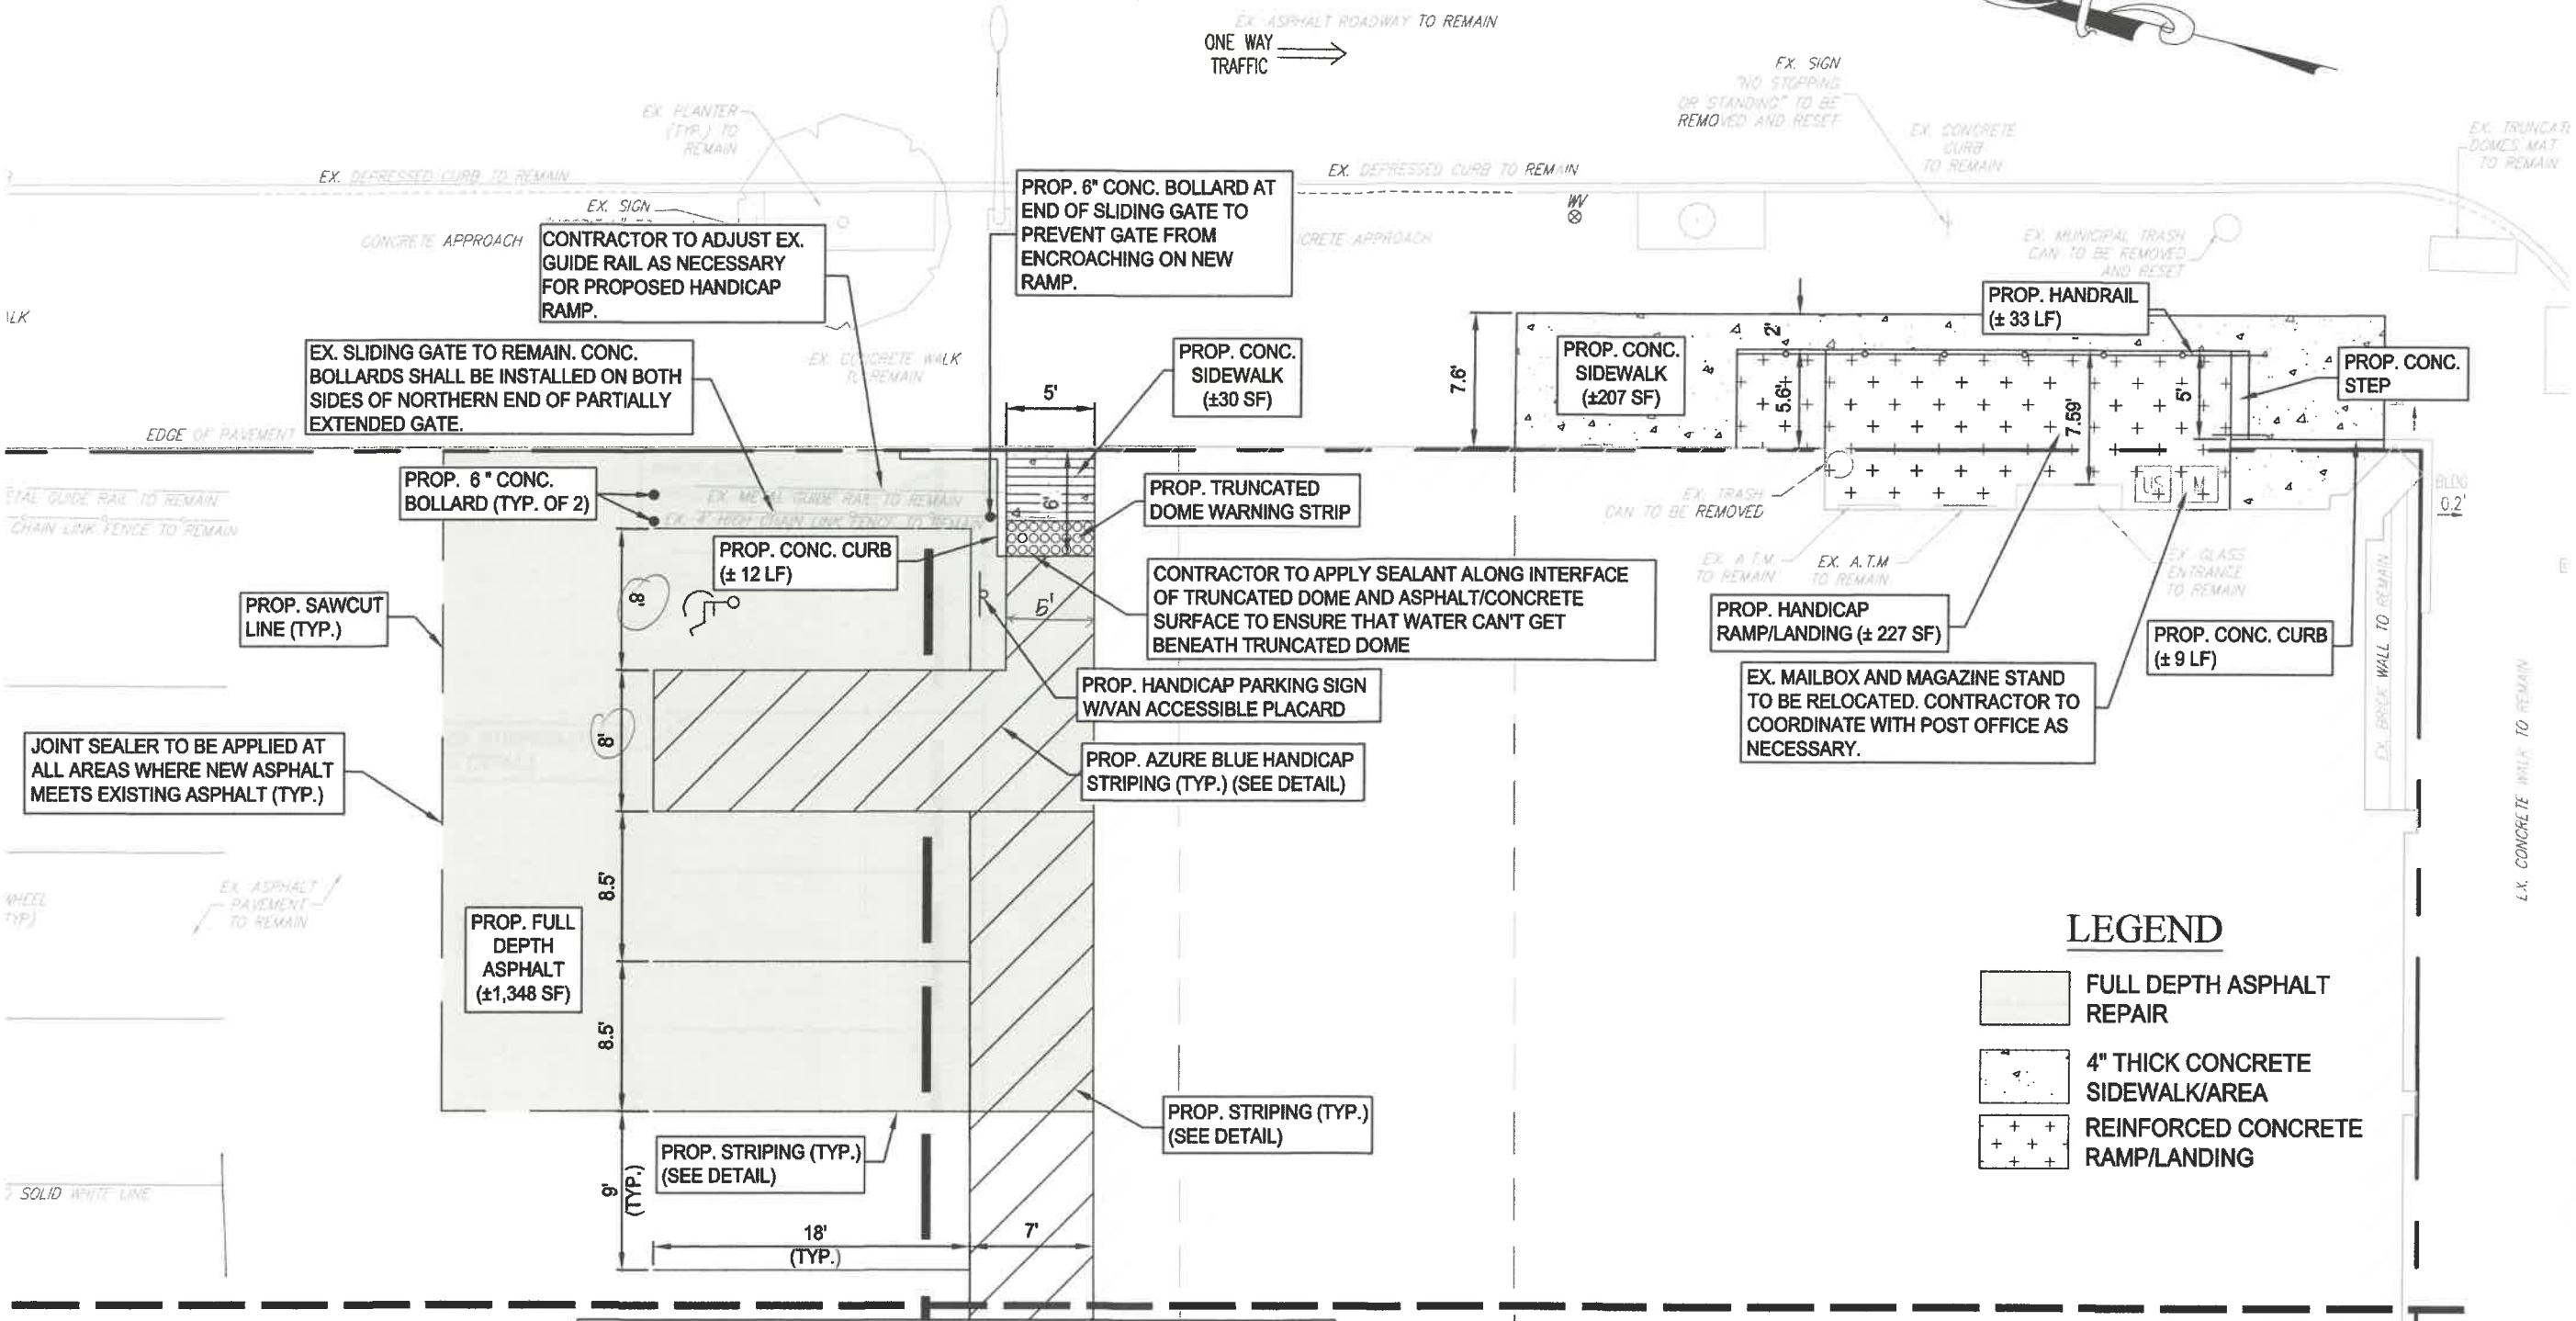 EX. ASPHALT ROADWAY TO REMAIN
ONE WAY
TRAFFIC
EX. SIGN
"NO STOPPING
OR STANDING" TO BE
REMOVED AND RESET
EX. PLANTER
(TYP.) TO
REMAIN
EX. CONCRETE
CURB
TO REMAIN
EX. TRUNCATE
DOMES MAT
TO REMAIN
EX. DEPRESSED CURB TO REMAIN
EX. DEPRESSED CURB TO REMAIN
WV
EX. SIGN
CONCRETE APPROACH
CONTRACTOR TO ADJUST EX.
GUIDE RAIL AS NECESSARY
FOR PROPOSED HANDICAP
RAMP.
PROP. 6" CONC. BOLLARD AT
END OF SLIDING GATE TO
PREVENT GATE FROM
ENCROACHING ON NEW
RAMP.
CRETE APPROACH
EX. MUNICIPAL TRASH
CAN TO BE REMOVED
AND RESET
ALK
PROP. HANDRAIL
(± 33 LF)
EX. SLIDING GATE TO REMAIN. CONC.
BOLLARDS SHALL BE INSTALLED ON BOTH
SIDES OF NORTHERN END OF PARTIALLY
EXTENDED GATE.
EX. CONCRETE WALK
TO REMAIN
PROP. CONC.
SIDEWALK
(±30 SF)
5'
7.6'
PROP. CONC.
SIDEWALK
(±207 SF)
2'
5.6'
7.59'
5'
PROP. CONC.
STEP
EDGE OF PAVEMENT
PROP. 6 " CONC.
BOLLARD (TYP. OF 2)
ETAL GUIDE RAIL TO REMAIN
CHAIN LINK FENCE TO REMAIN
EX. METAL GUIDE RAIL TO REMAIN
EX. 4' HIGH CHAIN LINK FENCE TO REMAIN
6'
PROP. TRUNCATED
DOME WARNING STRIP
EX. TRASH
CAN TO BE REMOVED
US
M
BLDG
0.2'
PROP. CONC. CURB
(± 12 LF)
EX. A.T.M.
TO REMAIN
EX. A.T.M
TO REMAIN
EX. GLASS
ENTRANCE
TO REMAIN
CONTRACTOR TO APPLY SEALANT ALONG INTERFACE
OF TRUNCATED DOME AND ASPHALT/CONCRETE
SURFACE TO ENSURE THAT WATER CAN'T GET
BENEATH TRUNCATED DOME
PROP. SAWCUT
LINE (TYP.)
8'
5'
PROP. HANDICAP
RAMP/LANDING (± 227 SF)
PROP. CONC. CURB
(± 9 LF)
EX. BRICK WALL TO REMAIN
EX. CONCRETE WALK TO REMAIN
PROP. HANDICAP PARKING SIGN
W/VAN ACCESSIBLE PLACARD
EX. MAILBOX AND MAGAZINE STAND
TO BE RELOCATED. CONTRACTOR TO
COORDINATE WITH POST OFFICE AS
NECESSARY.
JOINT SEALER TO BE APPLIED AT
ALL AREAS WHERE NEW ASPHALT
MEETS EXISTING ASPHALT (TYP.)
8'
PROP. AZURE BLUE HANDICAP
STRIPING (TYP.) (SEE DETAIL)
WHEEL
TYP)
EX. ASPHALT
PAVEMENT
TO REMAIN
8.5'
PROP. FULL
DEPTH
ASPHALT
(±1,348 SF)
8.5'
LEGEND
FULL DEPTH ASPHALT
REPAIR
4" THICK CONCRETE
SIDEWALK/AREA
REINFORCED CONCRETE
RAMP/LANDING
PROP. STRIPING (TYP.)
(SEE DETAIL)
PROP. STRIPING (TYP.)
(SEE DETAIL)
9'
(TYP.)
SOLID WHITE LINE
18'
(TYP.)
7'